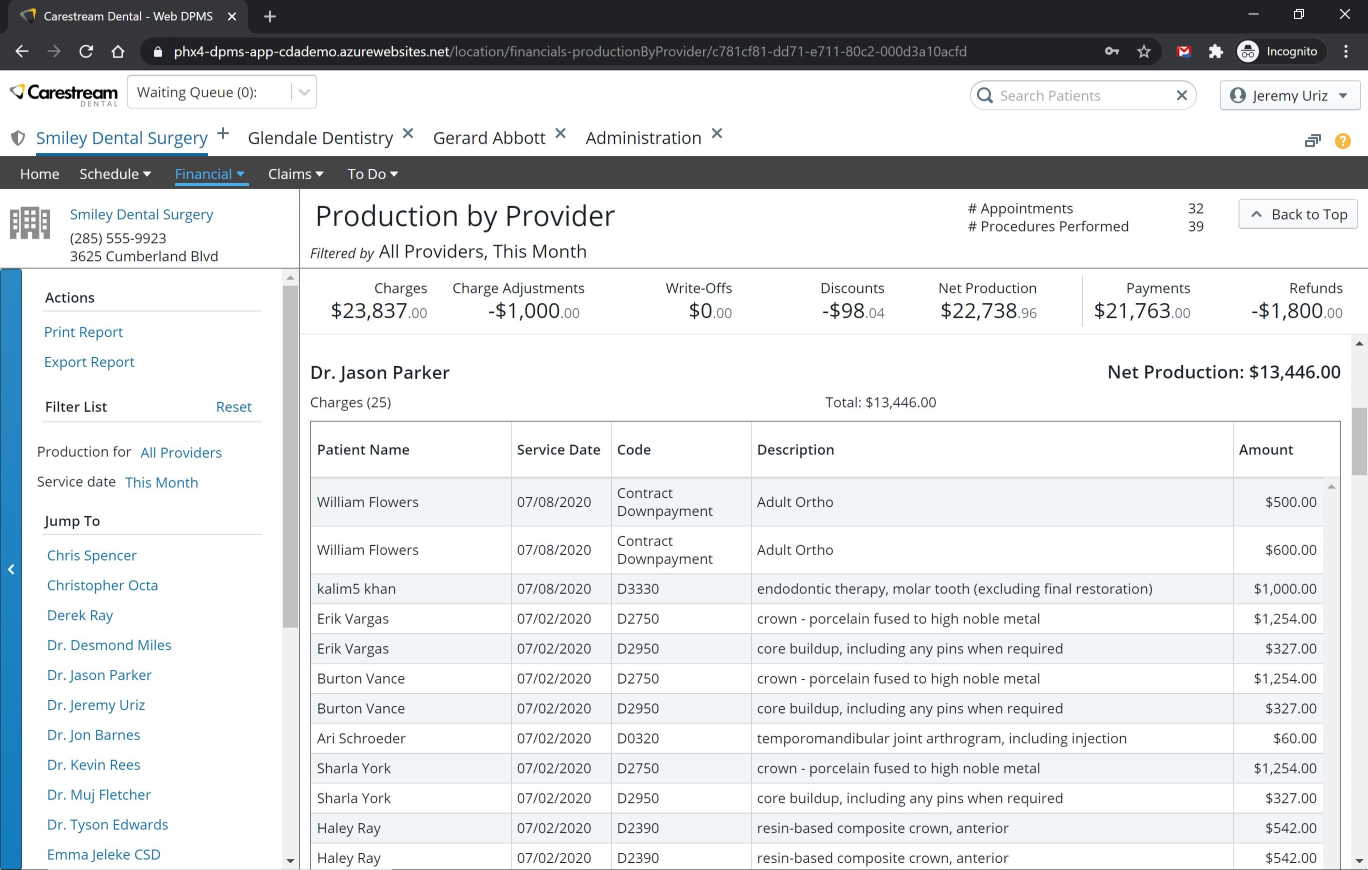 Carestream Dental - Web DPMS
phx4-dpms-app-cdademo.azurewebsites.net/location/financials-productionByProvider/c781cf81-dd71-e711-80c2-000d3a10acfd
Incognito
Carestream
DENTAL
Waiting Queue (0):
Search Patients
Jeremy Uriz
Smiley Dental Surgery
Glendale Dentistry
Gerard Abbott
Administration
Home Schedule Financial Claims To Do
Smiley Dental Surgery
(285) 555-9923
3625 Cumberland Blvd
Production by Provider
Filtered by All Providers, This Month
# Appointments 32
# Procedures Performed 39
Back to Top
Actions
Print Report
Export Report
Filter List Reset
Production for All Providers
Service date This Month
Jump To
Chris Spencer
Christopher Octa
Derek Ray
Dr. Desmond Miles
Dr. Jason Parker
Dr. Jeremy Uriz
Dr. Jon Barnes
Dr. Kevin Rees
Dr. Muj Fletcher
Dr. Tyson Edwards
Emma Jeleke CSD
Charges Charge Adjustments Write-Offs Discounts Net Production Payments Refunds
$23,837.00 -$1,000.00 $0.00 -$98.04 $22,738.96 $21,763.00 -$1,800.00
Dr. Jason Parker Net Production: $13,446.00
Charges (25) Total: $13,446.00
Patient Name Service Date Code Description Amount
William Flowers 07/08/2020 Contract Downpayment Adult Ortho $500.00
William Flowers 07/08/2020 Contract Downpayment Adult Ortho $600.00
kalim5 khan 07/08/2020 D3330 endodontic therapy, molar tooth (excluding final restoration) $1,000.00
Erik Vargas 07/02/2020 D2750 crown - porcelain fused to high noble metal $1,254.00
Erik Vargas 07/02/2020 D2950 core buildup, including any pins when required $327.00
Burton Vance 07/02/2020 D2750 crown - porcelain fused to high noble metal $1,254.00
Burton Vance 07/02/2020 D2950 core buildup, including any pins when required $327.00
Ari Schroeder 07/02/2020 D0320 temporomandibular joint arthrogram, including injection $60.00
Sharla York 07/02/2020 D2750 crown - porcelain fused to high noble metal $1,254.00
Sharla York 07/02/2020 D2950 core buildup, including any pins when required $327.00
Haley Ray 07/02/2020 D2390 resin-based composite crown, anterior $542.00
Haley Ray 07/02/2020 D2390 resin-based composite crown, anterior $542.00